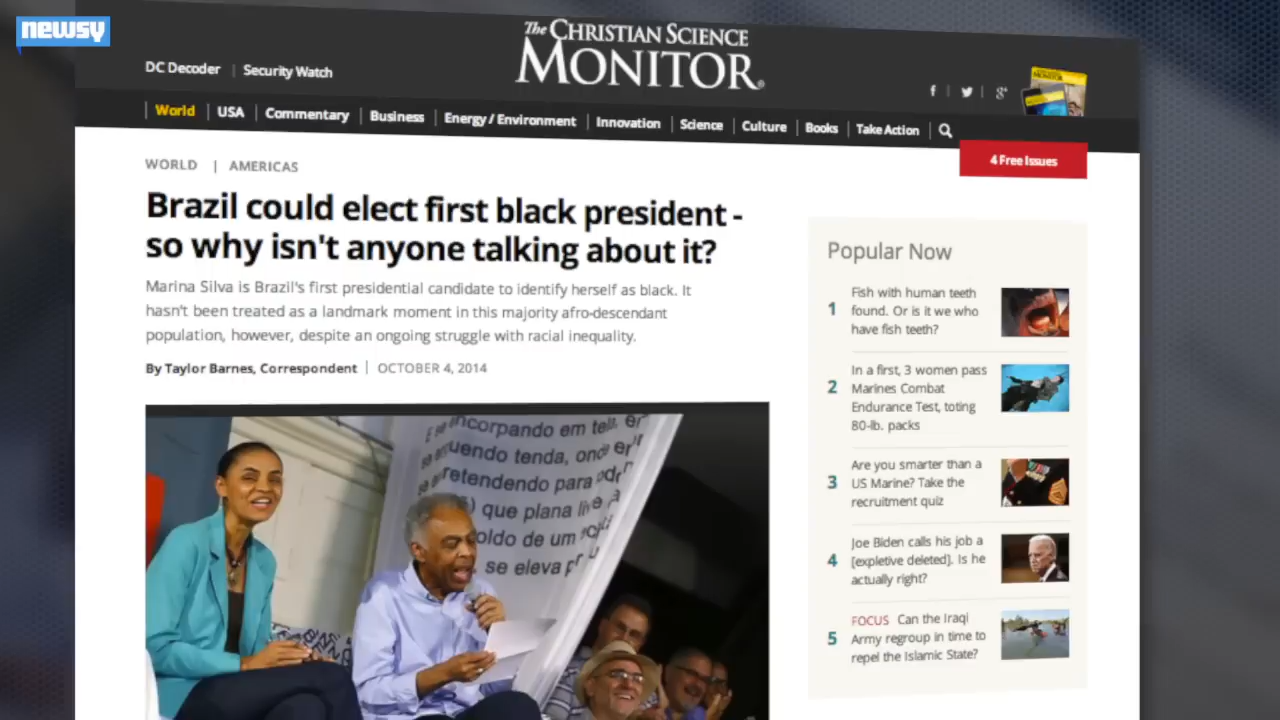 newsy
The CHRISTIAN SCIENCE
MONITOR®
DC Decoder | Security Watch
World | USA | Commentary | Business | Energy / Environment | Innovation | Science | Culture | Books | Take Action
4 Free Issues
WORLD | AMERICAS
Brazil could elect first black president -
so why isn't anyone talking about it?
Marina Silva is Brazil's first presidential candidate to identify herself as black. It
hasn't been treated as a landmark moment in this majority afro-descendant
population, however, despite an ongoing struggle with racial inequality.
By Taylor Barnes, Correspondent | OCTOBER 4, 2014
incorpando em
quendo tenda,
retendendo para
que plana
oldo de um
se eleva
Popular Now
1 Fish with human teeth
found. Or is it we who
have fish teeth?
2 In a first, 3 women pass
Marines Combat
Endurance Test, toting
80-lb. packs
3 Are you smarter than a
US Marine? Take the
recruitment quiz
4 Joe Biden calls his job a
[expletive deleted]. Is he
actually right?
5 FOCUS Can the Iraqi
Army regroup in time to
repel the Islamic State?